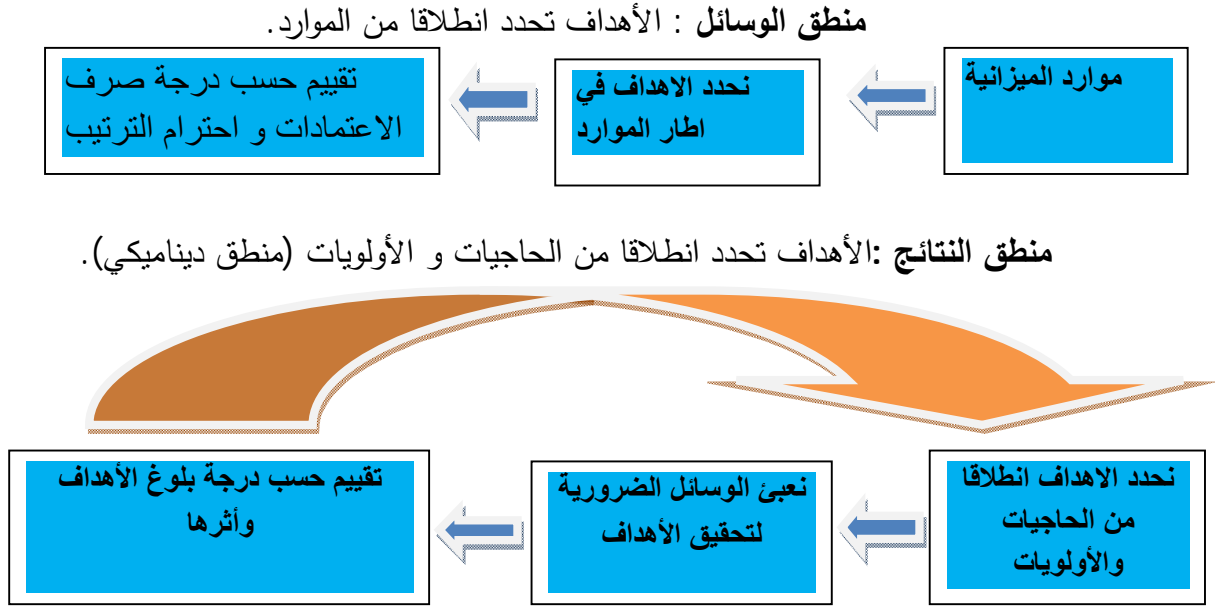 منطق الوسائل : الأهداف تحدد انطلاقا من الموارد.
موارد الميزانية
نحدد الاهداف في
اطار الموارد
تقييم حسب درجة صرف
الاعتمادات و احترام الترتيب
منطق النتائج :الأهداف تحدد انطلاقا من الحاجيات و الأولويات (منطق ديناميكي).
نحدد الاهداف انطلاقا
من الحاجيات
والأولويات
نعبئ الوسائل الضرورية
لتحقيق الأهداف
تقييم حسب درجة بلوغ الأهداف
وأثرها